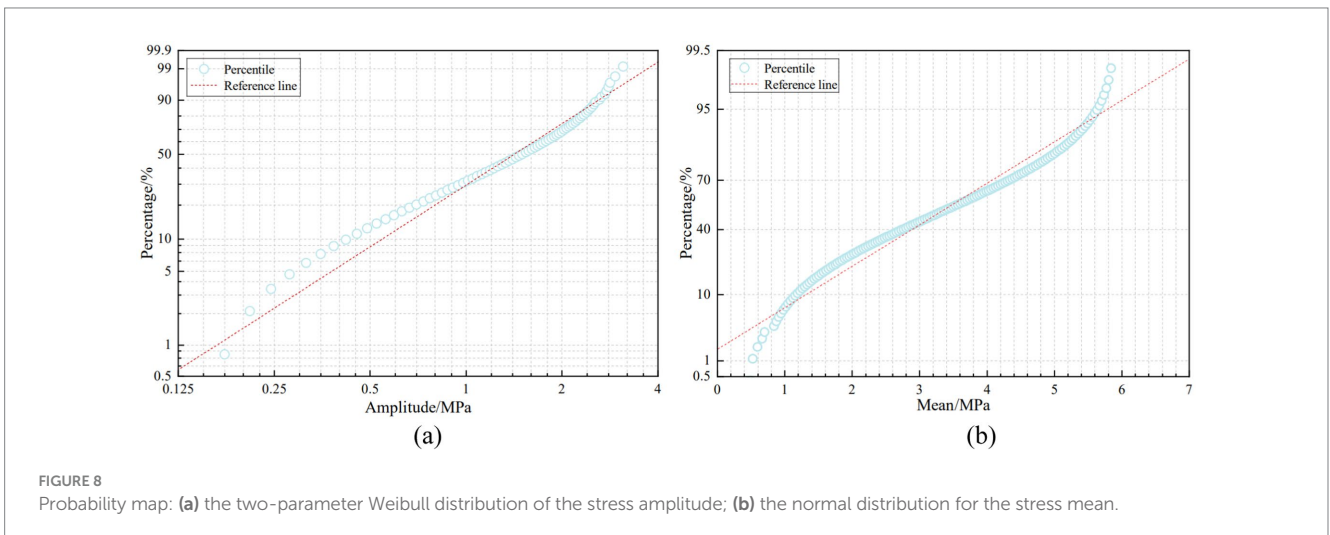 99.9
99
90
50
10
5
1
0.5
Percentage/%
Percentile
Reference line
0.125
0.25
0.5
1
2
4
Amplitude/MPa
(a)
99.5
95
70
40
10
1
0.5
Percentage/%
Percentile
Reference line
0
1
2
3
4
5
6
7
Mean/MPa
(b)
FIGURE 8
Probability map: (a) the two-parameter Weibull distribution of the stress amplitude; (b) the normal distribution for the stress mean.